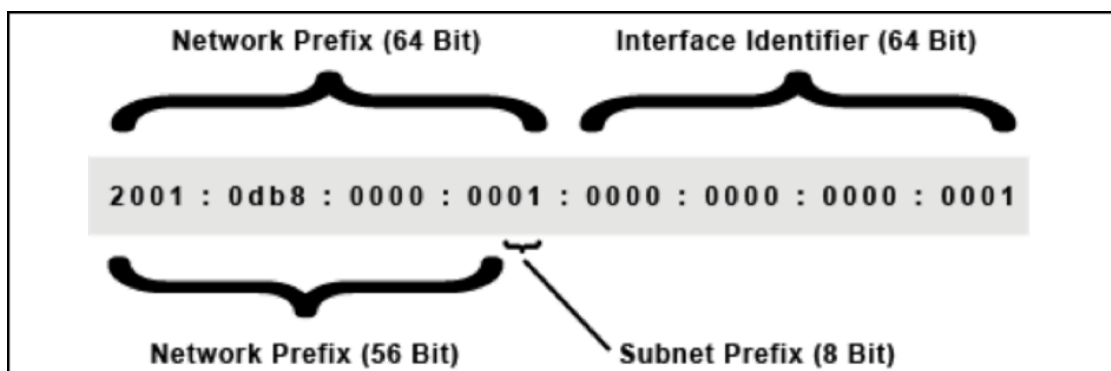 Network Prefix (64 Bit) Interface Identifier (64 Bit)
2001 : 0db8 : 0000 : 0001 : 0000 : 0000 : 0000 : 0001
Network Prefix (56 Bit) Subnet Prefix (8 Bit)